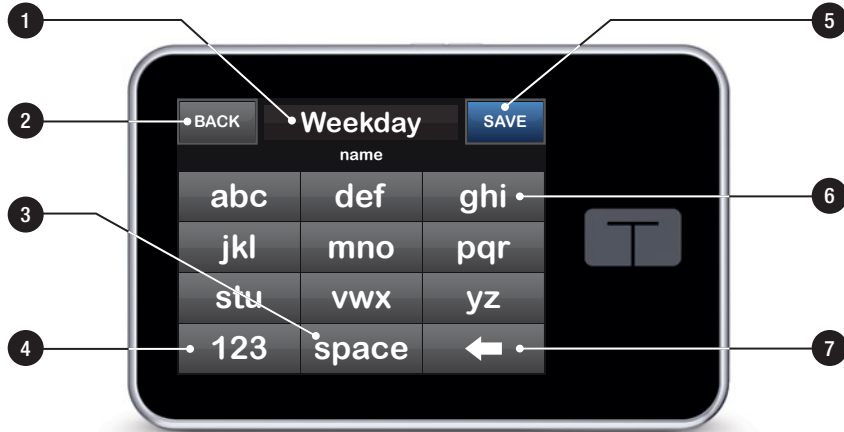 1
5
2
BACK
Weekday
SAVE
name
abc
def
ghi
6
3
jkl
mno
pqr
stu
vwx
yz
4
123
space
7